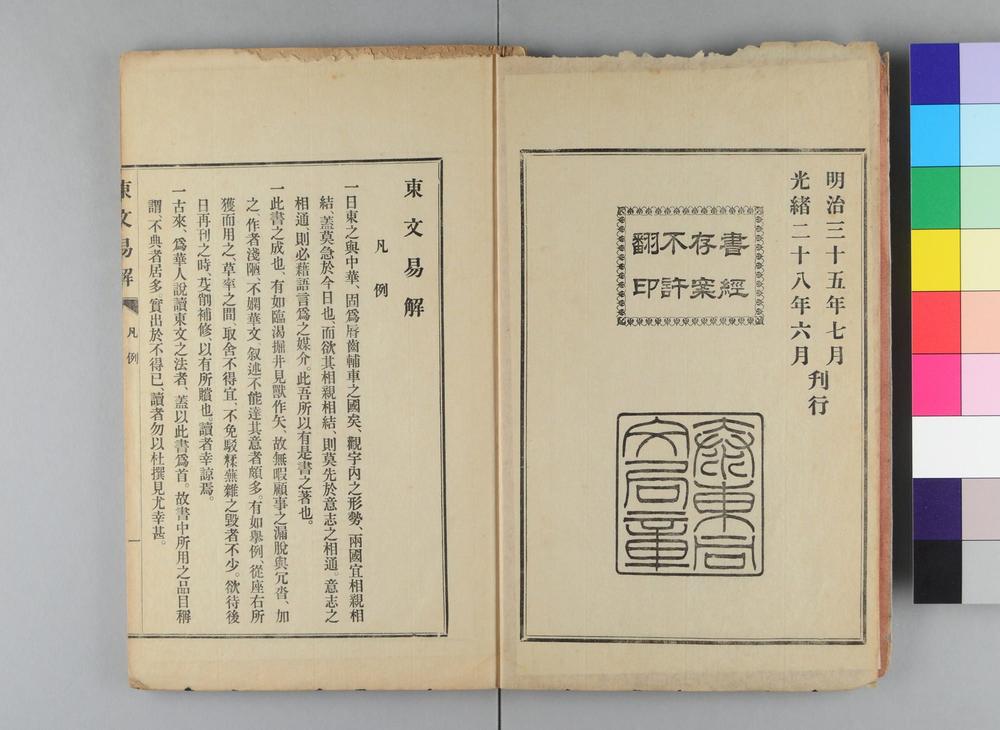 明治三十五年七月
光緒二十八年六月
刊行
書經
存案
不許
翻印
東文易解
凡例
一日東之與中華、固爲唇齒輔車之國矣、觀宇內之形勢、兩國宜相親相
結、蓋莫急於今日也、而欲其相親相結、則莫先於意志之相通。意志之
相通、則必藉語言爲之媒介。此吾所以有是書之著也。
一此書之成也、有如臨渴掘井見獸作矢、故無暇顧事之漏脫與冗沓、加
之、作者淺陋、不嫻華文、叙述不能達其意者頗多。有如擧例、從座右所
獲而用之、草率之間、取舍不得宜、不免駁糅蕪雜之毀者不少。欲待後
日再刊之時、芟削補修、以有所贖也。讀者幸諒焉。
一古來、爲華人說讀東文之法者、蓋以此書爲首。故書中所用之品目稱
謂、不典者居多、實出於不得已、讀者勿以杜撰見尤幸甚。
東文易解
凡例
一